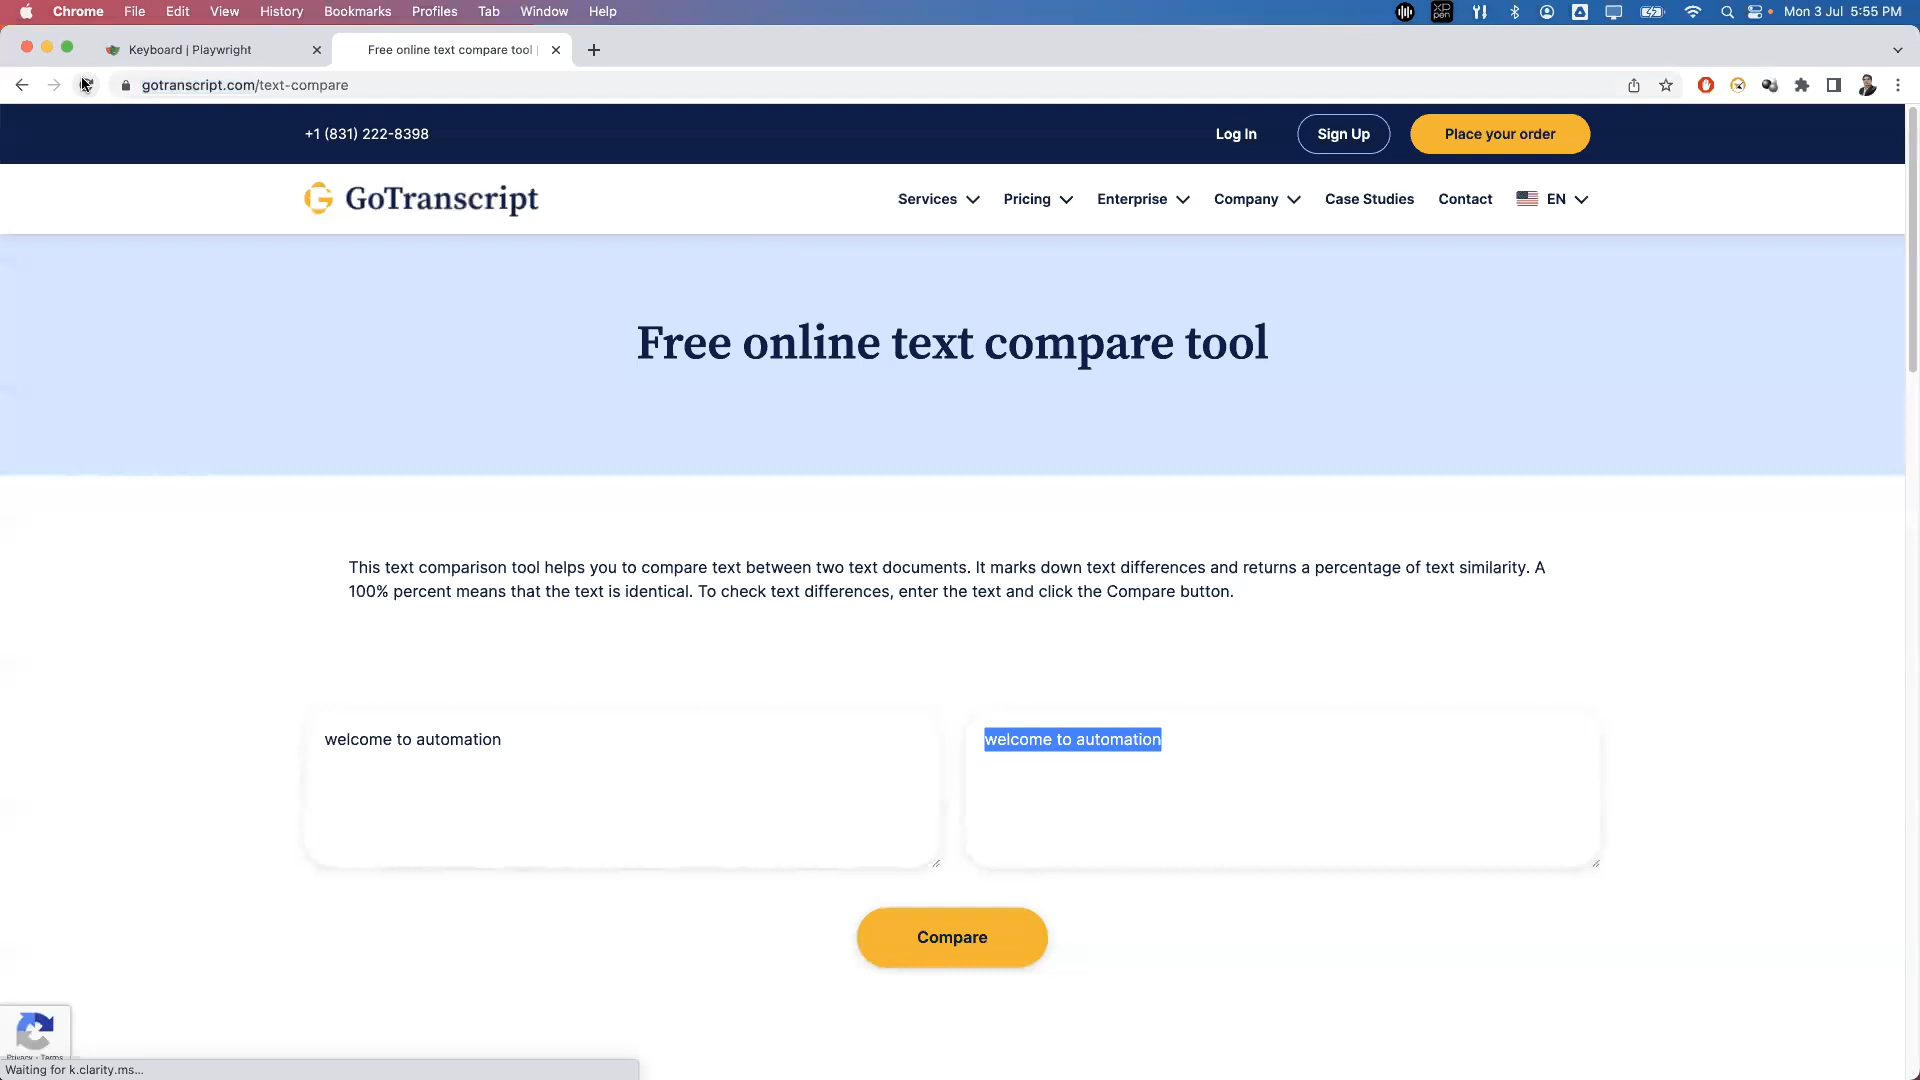 Chrome File Edit View History Bookmarks Profiles Tab Window Help
XP pen
Mon 3 Jul 5:55 PM
Keyboard | Playwright
Free online text compare tool |
gotranscript.com/text-compare
+1 (831) 222-8398
Log In
Sign Up
Place your order
GoTranscript
Services
Pricing
Enterprise
Company
Case Studies
Contact
EN
Free online text compare tool
This text comparison tool helps you to compare text between two text documents. It marks down text differences and returns a percentage of text similarity. A
100% percent means that the text is identical. To check text differences, enter the text and click the Compare button.
welcome to automation
welcome to automation
Compare
Privacy - Terms
Waiting for k.clarity.ms...